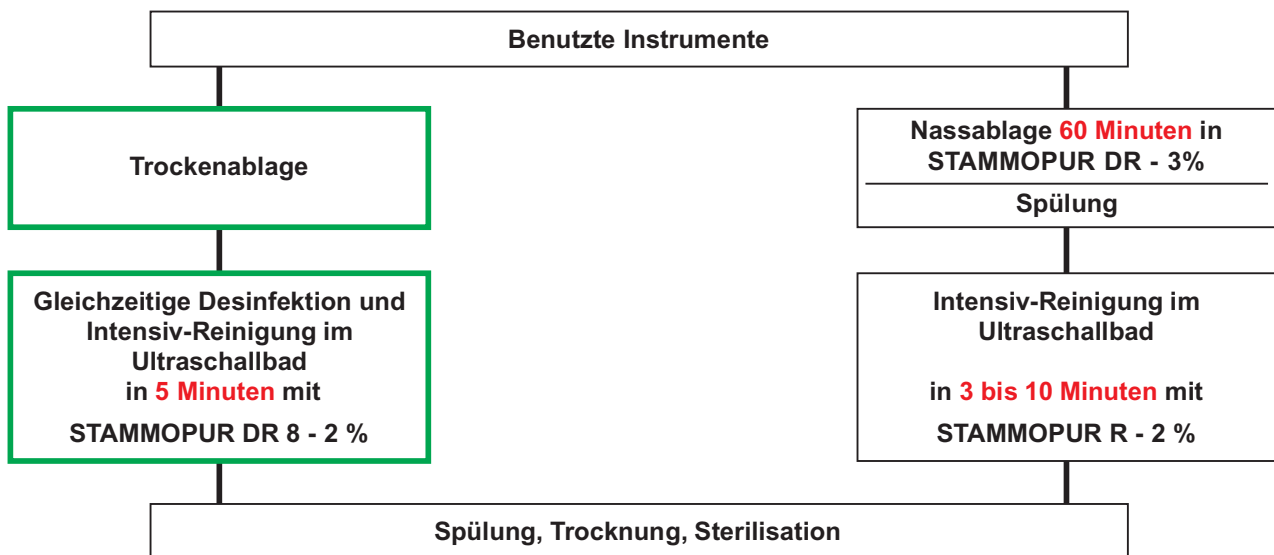 Benutzte Instrumente
Trockenablage
Gleichzeitige Desinfektion und
Intensiv-Reinigung im
Ultraschallbad
in 5 Minuten mit
STAMMOPUR DR 8 - 2 %
Nassablage 60 Minuten in
STAMMOPUR DR - 3%
Spülung
Intensiv-Reinigung im
Ultraschallbad
in 3 bis 10 Minuten mit
STAMMOPUR R - 2 %
Spülung, Trocknung, Sterilisation